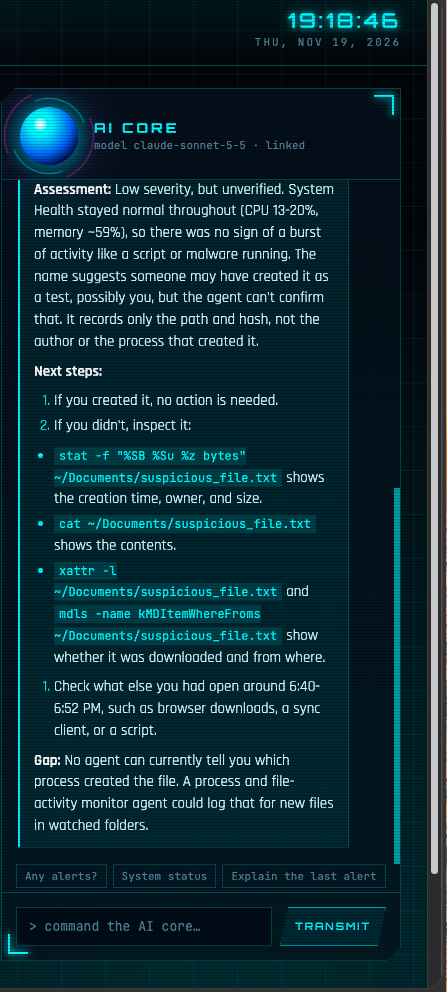 19:18:46
THU, NOV 19, 2026
AI CORE
model claude-sonnet-5-5 · linked
Assessment: Low severity, but unverified. System
Health stayed normal throughout (CPU 13-20%,
memory ~59%), so there was no sign of a burst
of activity like a script or malware running. The
name suggests someone may have created it as
a test, possibly you, but the agent can't confirm
that. It records only the path and hash, not the
author or the process that created it.
Next steps:
1. If you created it, no action is needed.
2. If you didn't, inspect it:
• stat -f "%SB %Su %z bytes"
~/Documents/suspicious_file.txt shows
the creation time, owner, and size.
• cat ~/Documents/suspicious_file.txt
shows the contents.
• xattr -l
~/Documents/suspicious_file.txt and
mdls -name kMDItemWhereFroms
~/Documents/suspicious_file.txt show
whether it was downloaded and from where.
1. Check what else you had open around 6:40-
6:52 PM, such as browser downloads, a sync
client, or a script.
Gap: No agent can currently tell you which
process created the file. A process and file-
activity monitor agent could log that for new files
in watched folders.
Any alerts? System status Explain the last alert
> command the AI core… TRANSMIT